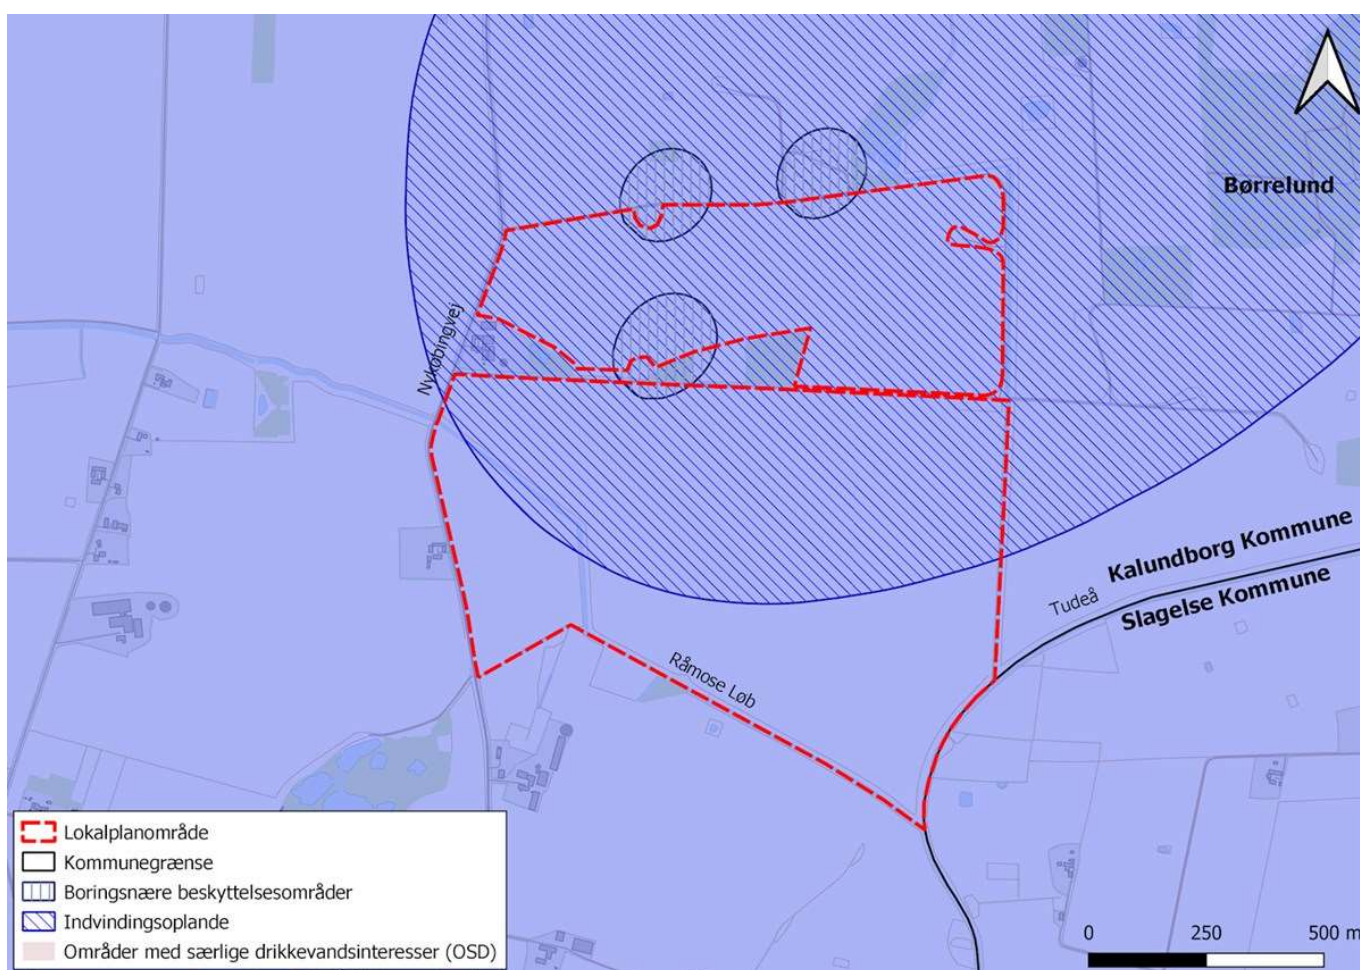 Børrelund
Nykøbingvej
Kalundborg Kommune
Tudeå
Slagelse Kommune
Råmose Løb
Lokalplanområde
Kommunegrænse
Boringsnære beskyttelsesområder
Indvindingsoplande
Områder med særlige drikkevandsinteresser (OSD)
0 250 500 m